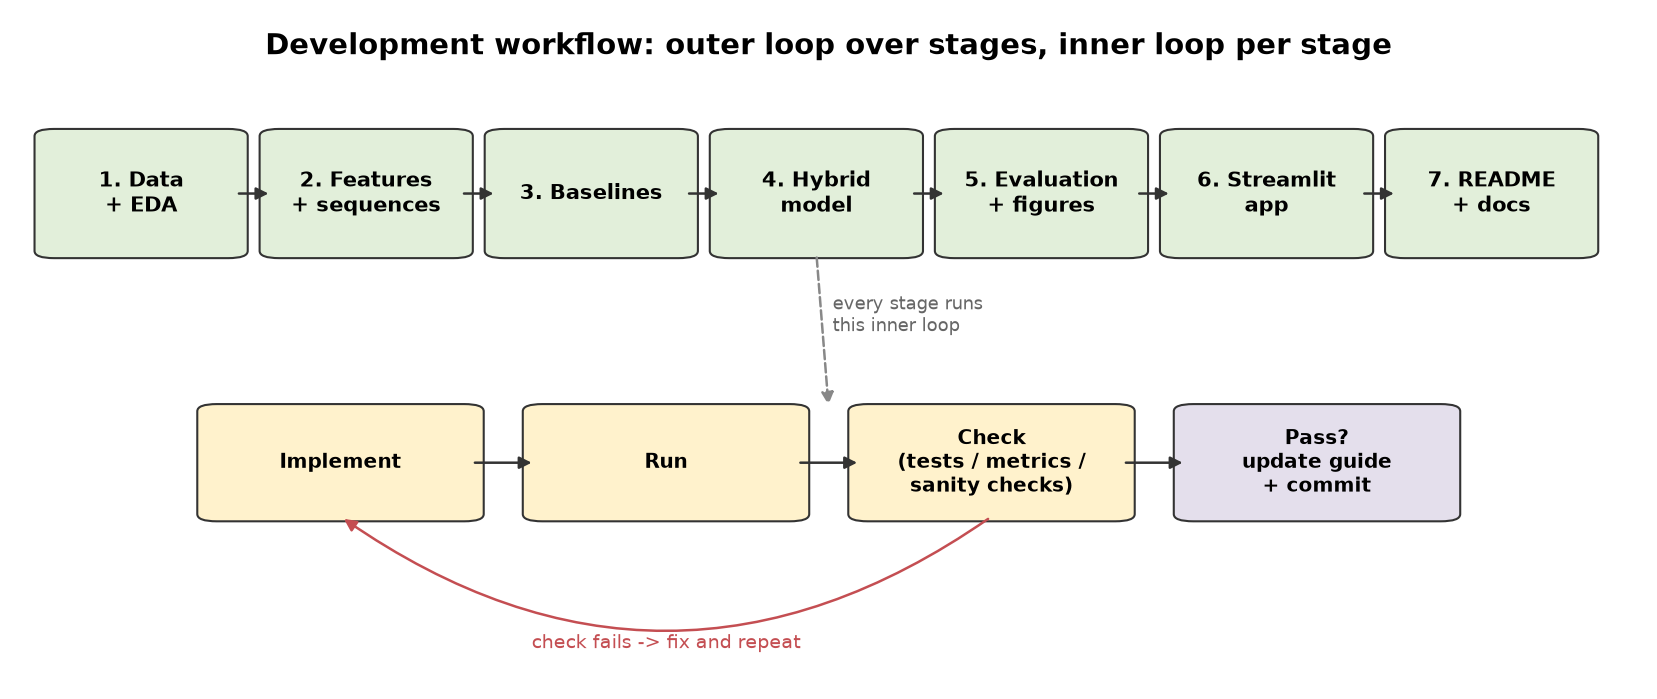 Development workflow: outer loop over stages, inner loop per stage
1. Data
+ EDA
2. Features
+ sequences
3. Baselines
4. Hybrid
model
5. Evaluation
+ figures
6. Streamlit
app
7. README
+ docs
every stage runs
this inner loop
Implement
Run
Check
(tests / metrics /
sanity checks)
Pass?
update guide
+ commit
check fails -> fix and repeat